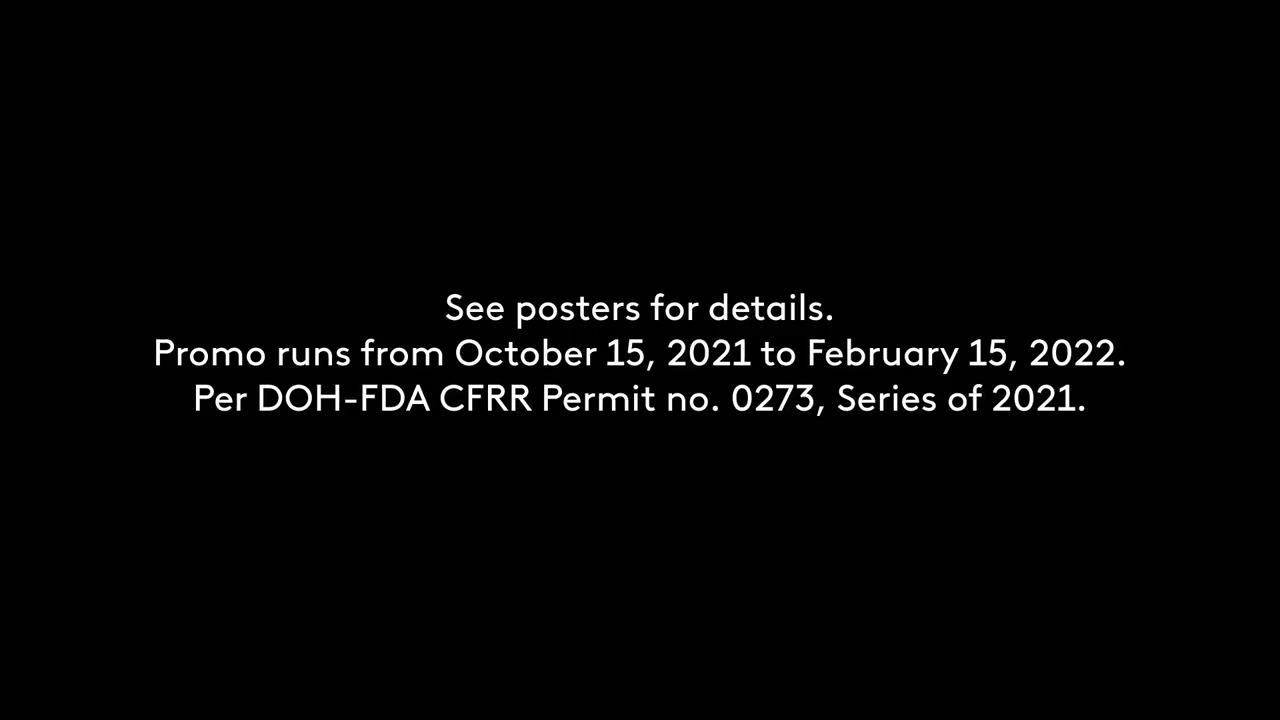 See posters for details.
Promo runs from October 15, 2021 to February 15, 2022.
Per DOH-FDA CFRR Permit no. 0273, Series of 2021.